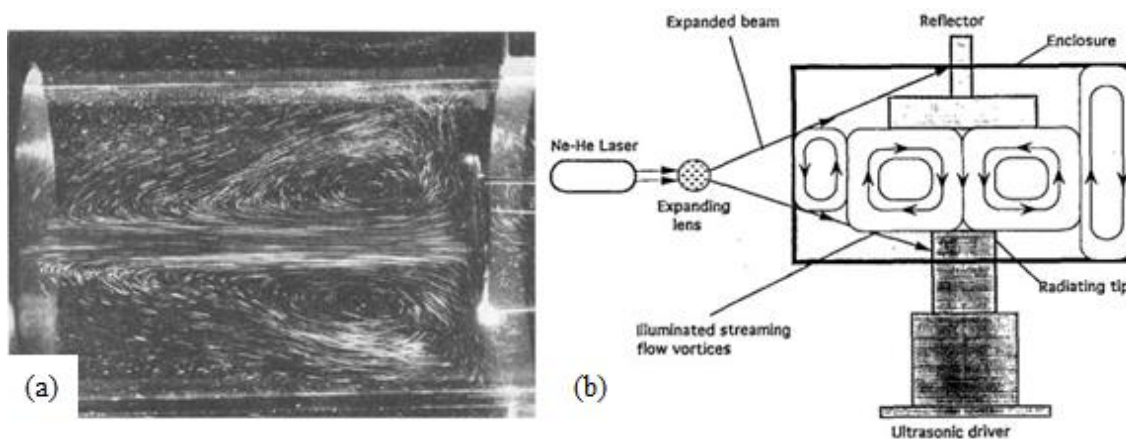 (a)
Expanded beam
Reflector
Enclosure
Ne-He Laser
Expanding
lens
Radiating tip
Illuminated streaming
flow vortices
(b)
Ultrasonic driver